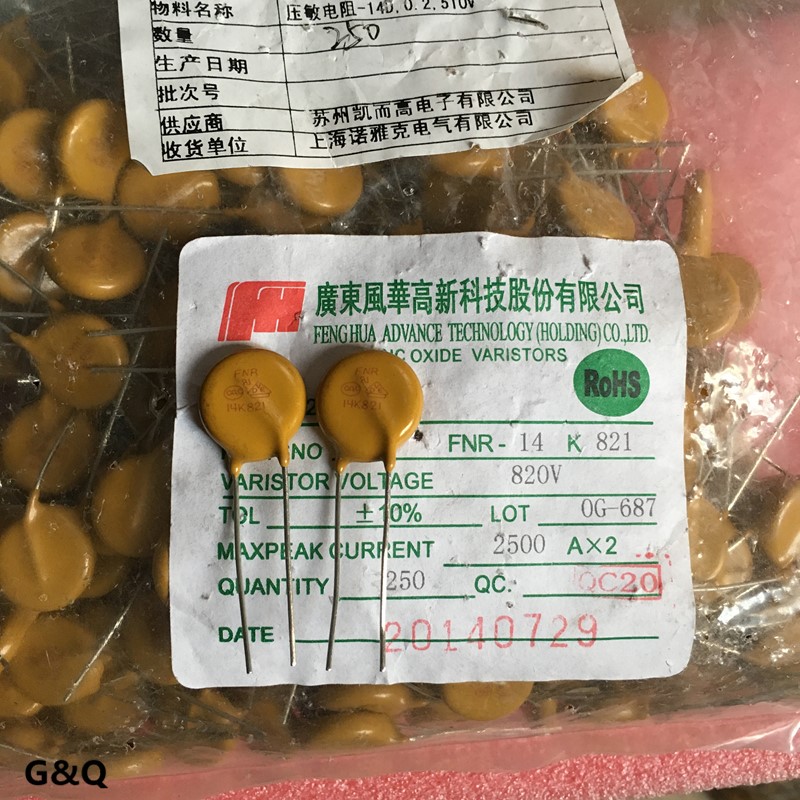 物料名称 压敏电阻-14D,0.2,510V
数量 250
生产日期
批次号
供应商 苏州凯而高电子有限公司
收货单位 上海诺雅克电气有限公司
廣東風華高新科技股份有限公司
FENGHUA ADVANCE TECHNOLOGY (HOLDING) CO.,LTD.
OXIDE VARISTORS
RoHS
FNR
14K821
FNR
14K821
NO FNR - 14 K 821
VARISTOR VOLTAGE 820V
TOL ±10% LOT OG-687
MAXPEAK CURRENT 2500 A×2
QUANTITY 250 QC. QC20
DATE 20140729
G&Q